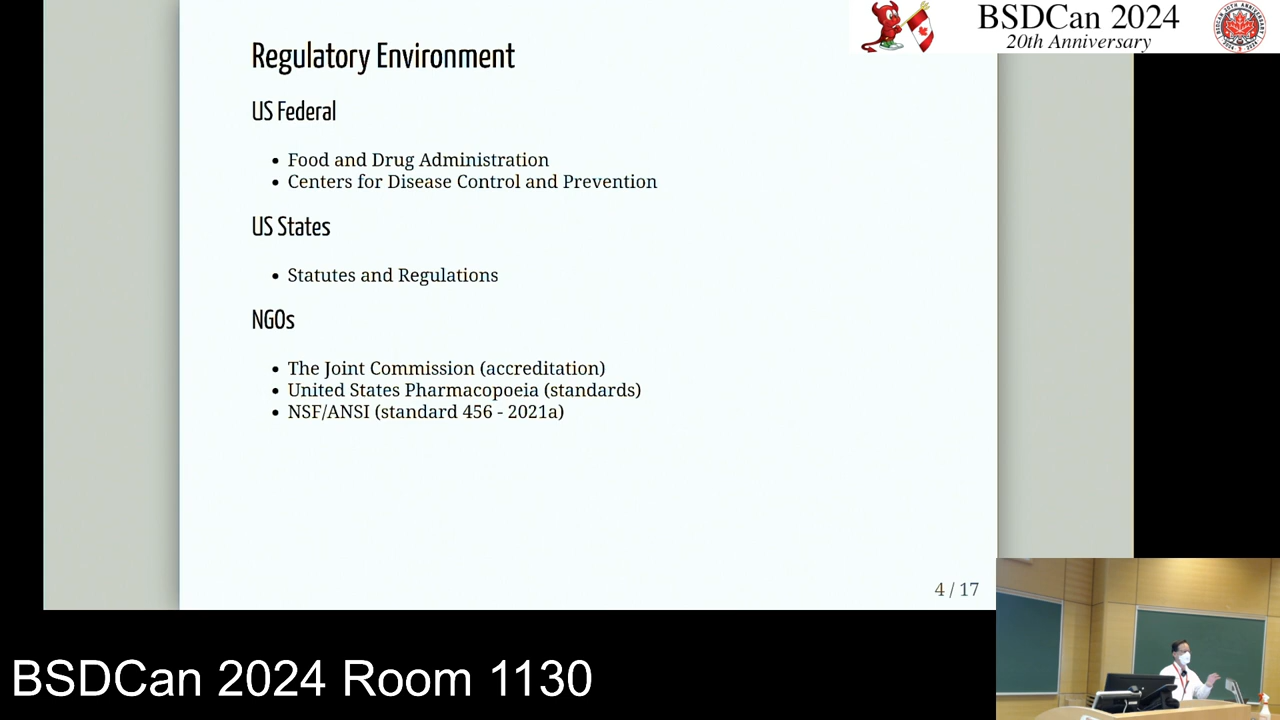 BSDCan 2024
20th Anniversary
Regulatory Environment
US Federal
Food and Drug Administration
Centers for Disease Control and Prevention
US States
Statutes and Regulations
NGOs
The Joint Commission (accreditation)
United States Pharmacopoeia (standards)
NSF/ANSI (standard 456 - 2021a)
4 / 17
BSDCan 2024 Room 1130